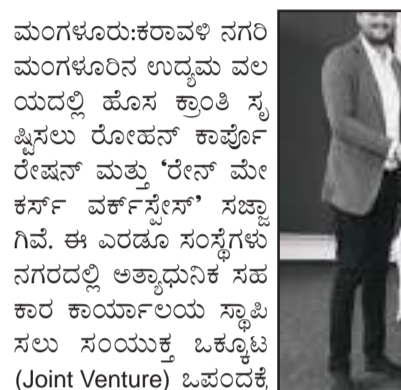 ಮಂಗಳೂರು:ಕರಾವಳಿ ನಗರಿ
ಮಂಗಳೂರಿನ ಉದ್ಯಮ ವಲ
ಯದಲ್ಲಿ ಹೊಸ ಕ್ರಾಂತಿ ಸೃ
ಷ್ಟಿಸಲು ರೋಹನ್ ಕಾರ್ಪೊ
ರೇಷನ್ ಮತ್ತು ‘ರೇನ್ ಮೇ
ಕರ್ಸ್ ವರ್ಕ್‌ಸ್ಪೇಸ್’ ಸಜ್ಜಾ
ಗಿವೆ. ಈ ಎರಡೂ ಸಂಸ್ಥೆಗಳು
ನಗರದಲ್ಲಿ ಅತ್ಯಾಧುನಿಕ ಸಹ
ಕಾರ ಕಾರ್ಯಾಲಯ ಸ್ಥಾಪಿ
ಸಲು ಸಂಯುಕ್ತ ಒಕ್ಕೂಟ
(Joint Venture) ಒಪಂದಕ್ಕೆ